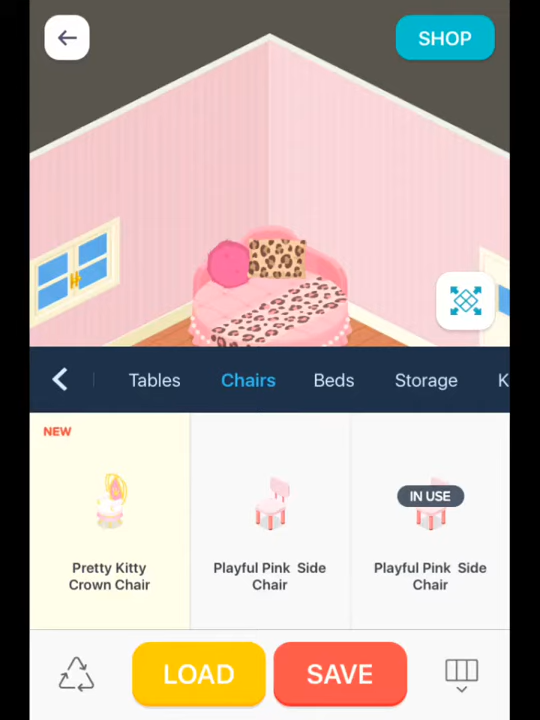 SHOP
Tables Chairs Beds Storage K
NEW
IN USE
Pretty Kitty
Crown Chair
Playful Pink Side
Chair
Playful Pink Side
Chair
LOAD SAVE